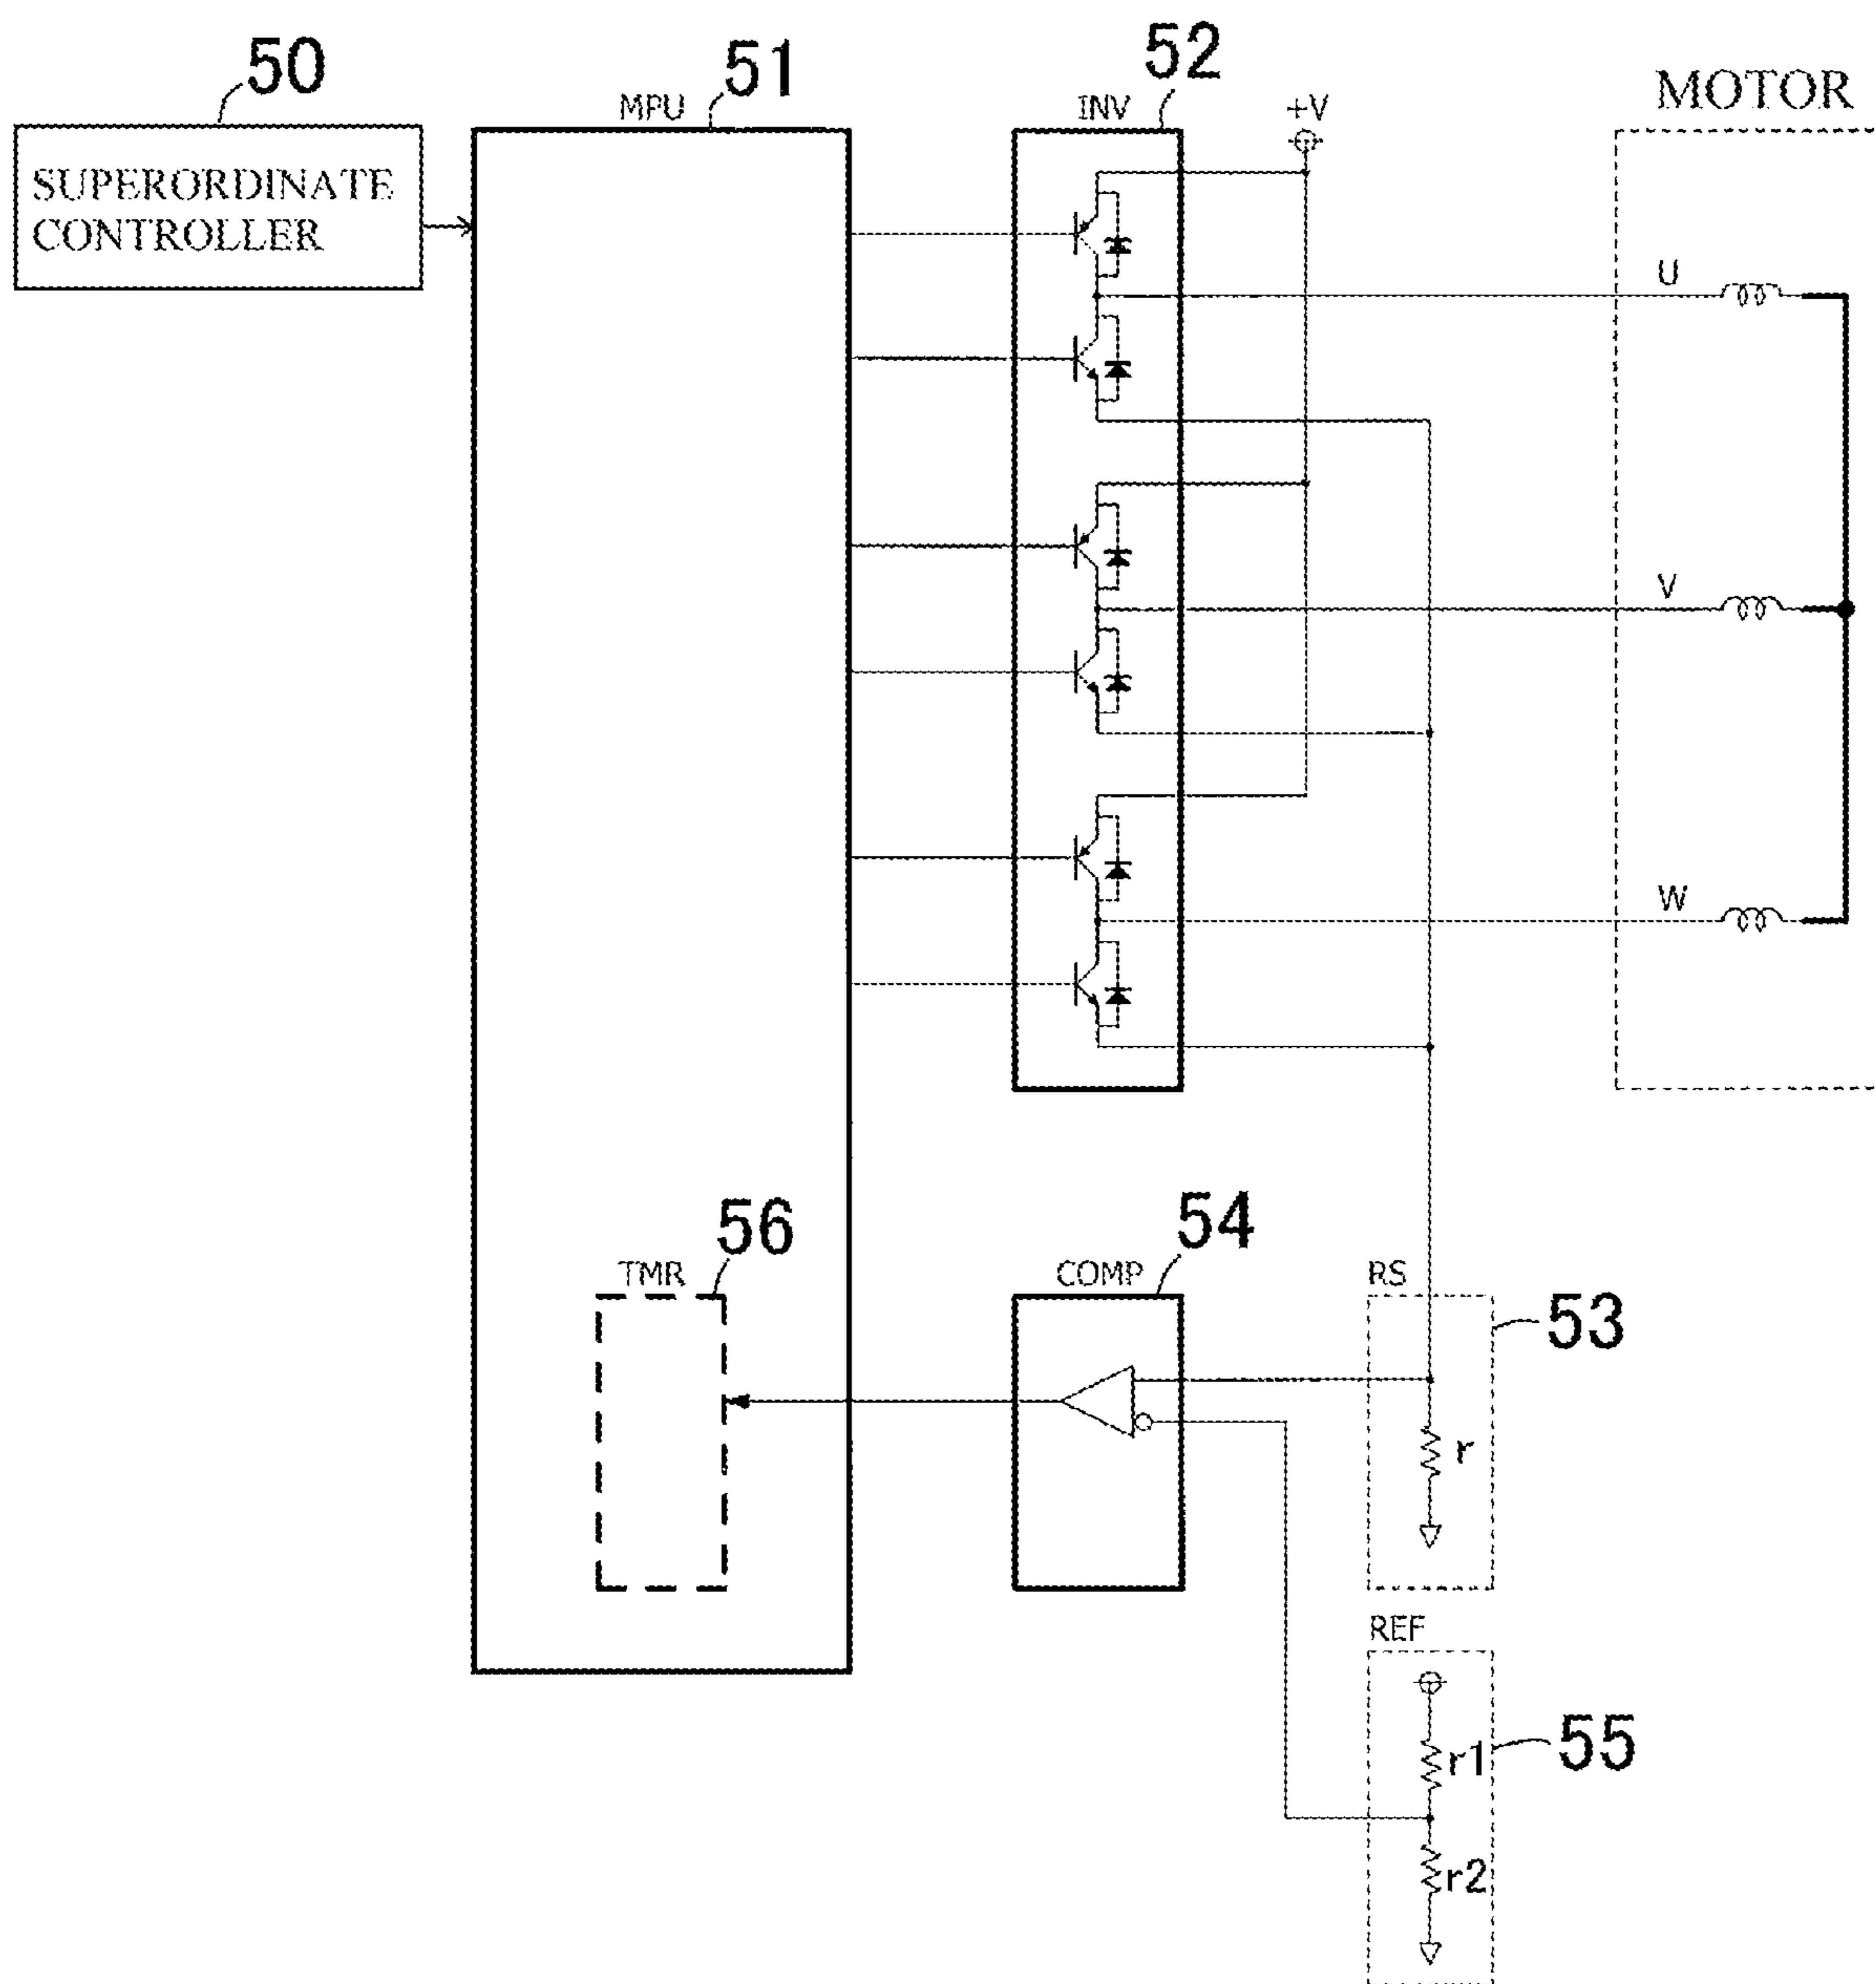 50
51
52
MPU
INV
+V
MOTOR
SUPERORDINATE
CONTROLLER
U
V
W
56
54
TMR
COMP
RS
53
r
REF
55
r1
r2